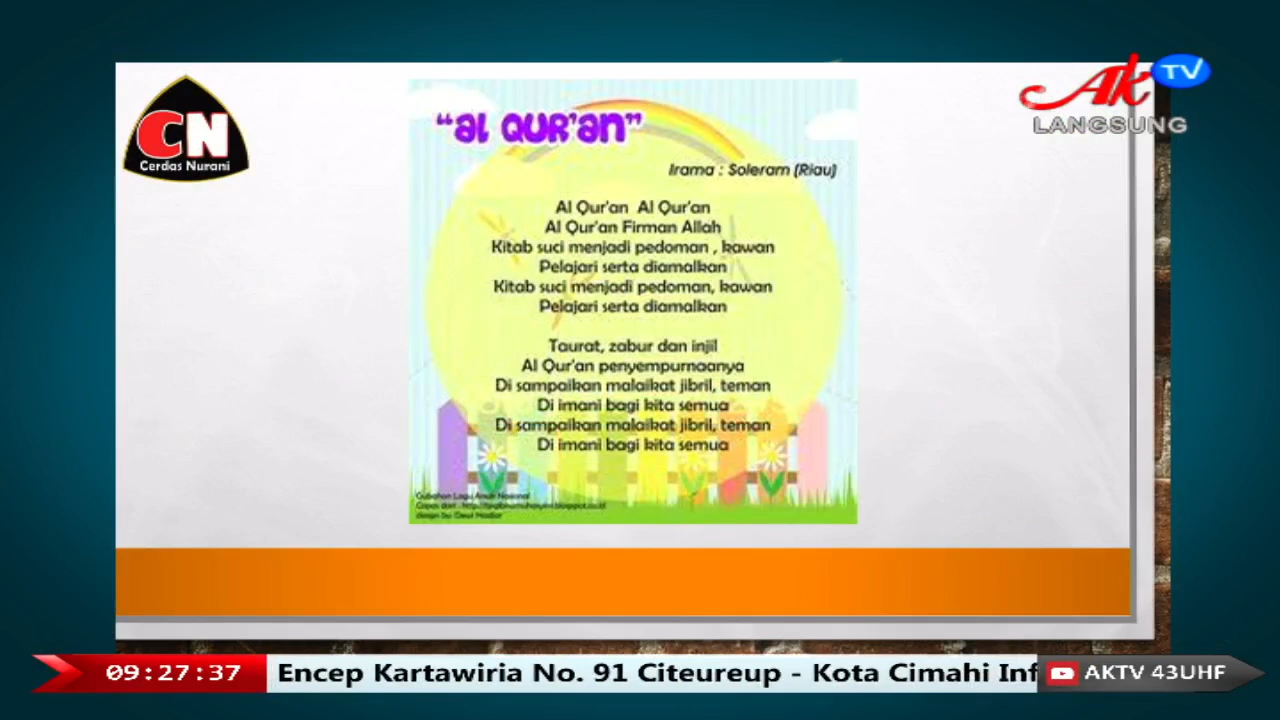 CN
Cerdas Nurani
Ak TV
LANGSUNG
"al QUR'an"
Irama : Soleram (Riau)
Al Qur'an Al Qur'an
Al Qur'an Firman Allah
Kitab suci menjadi pedoman , kawan
Pelajari serta diamalkan
Kitab suci menjadi pedoman, kawan
Pelajari serta diamalkan
Taurat, zabur dan injil
Al Qur'an penyempurnaanya
Di sampaikan malaikat jibril, teman
Di imani bagi kita semua
Di sampaikan malaikat jibril, teman
Di imani bagi kita semua
Gubahan Lagu Anak Nasional
09:27:37
Encep Kartawiria No. 91 Citeureup - Kota Cimahi Inf
AKTV 43UHF